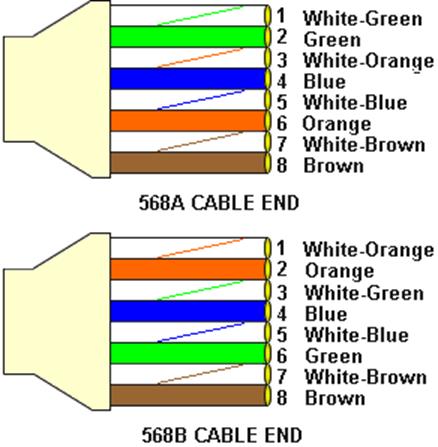 1 White-Green
2 Green
3 White-Orange
4 Blue
5 White-Blue
6 Orange
7 White-Brown
8 Brown
568A CABLE END
1 White-Orange
2 Orange
3 White-Green
4 Blue
5 White-Blue
6 Green
7 White-Brown
8 Brown
568B CABLE END